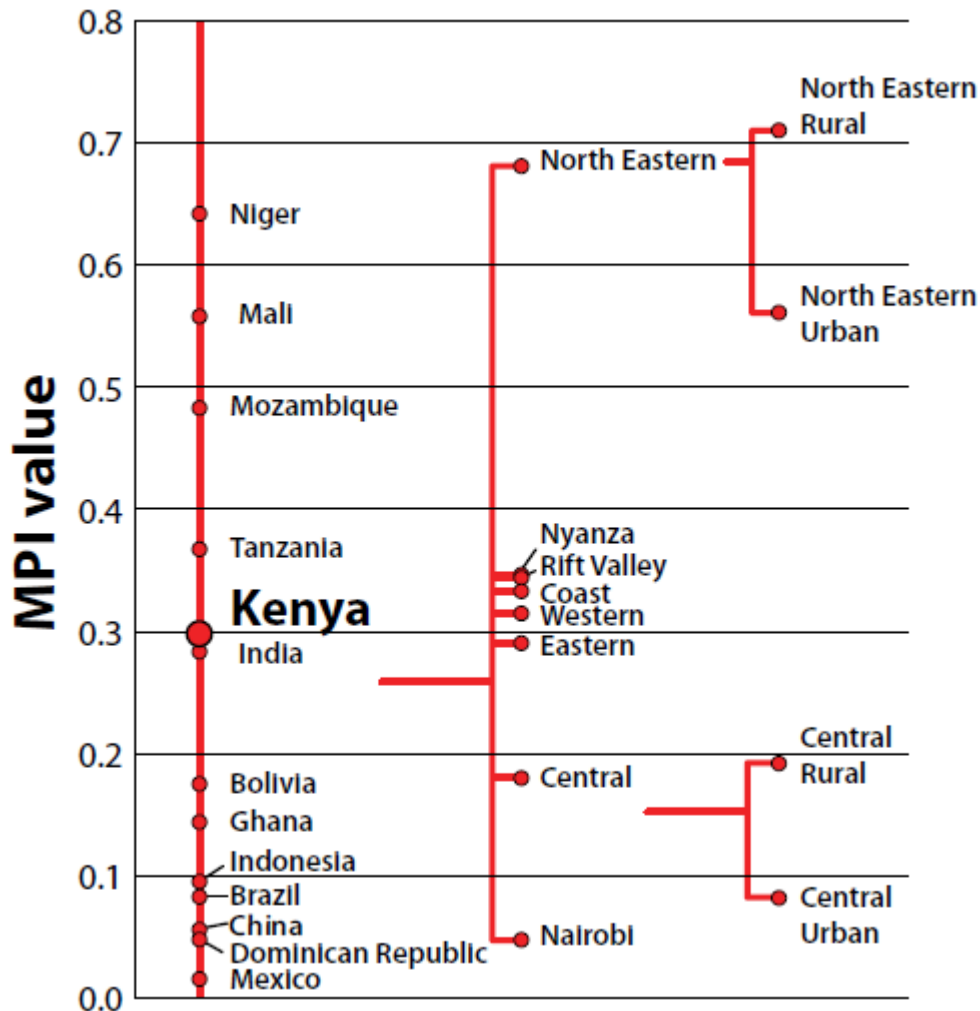 MPI value
0.8
0.7
0.6
0.5
0.4
0.3
0.2
0.1
0.0
Niger
Mali
Mozambique
Tanzania
Kenya
India
Bolivia
Ghana
Indonesia
Brazil
China
Dominican Republic
Mexico
North Eastern
Nyanza
Rift Valley
Coast
Western
Eastern
Central
Nairobi
North Eastern
Rural
North Eastern
Urban
Central
Rural
Central
Urban